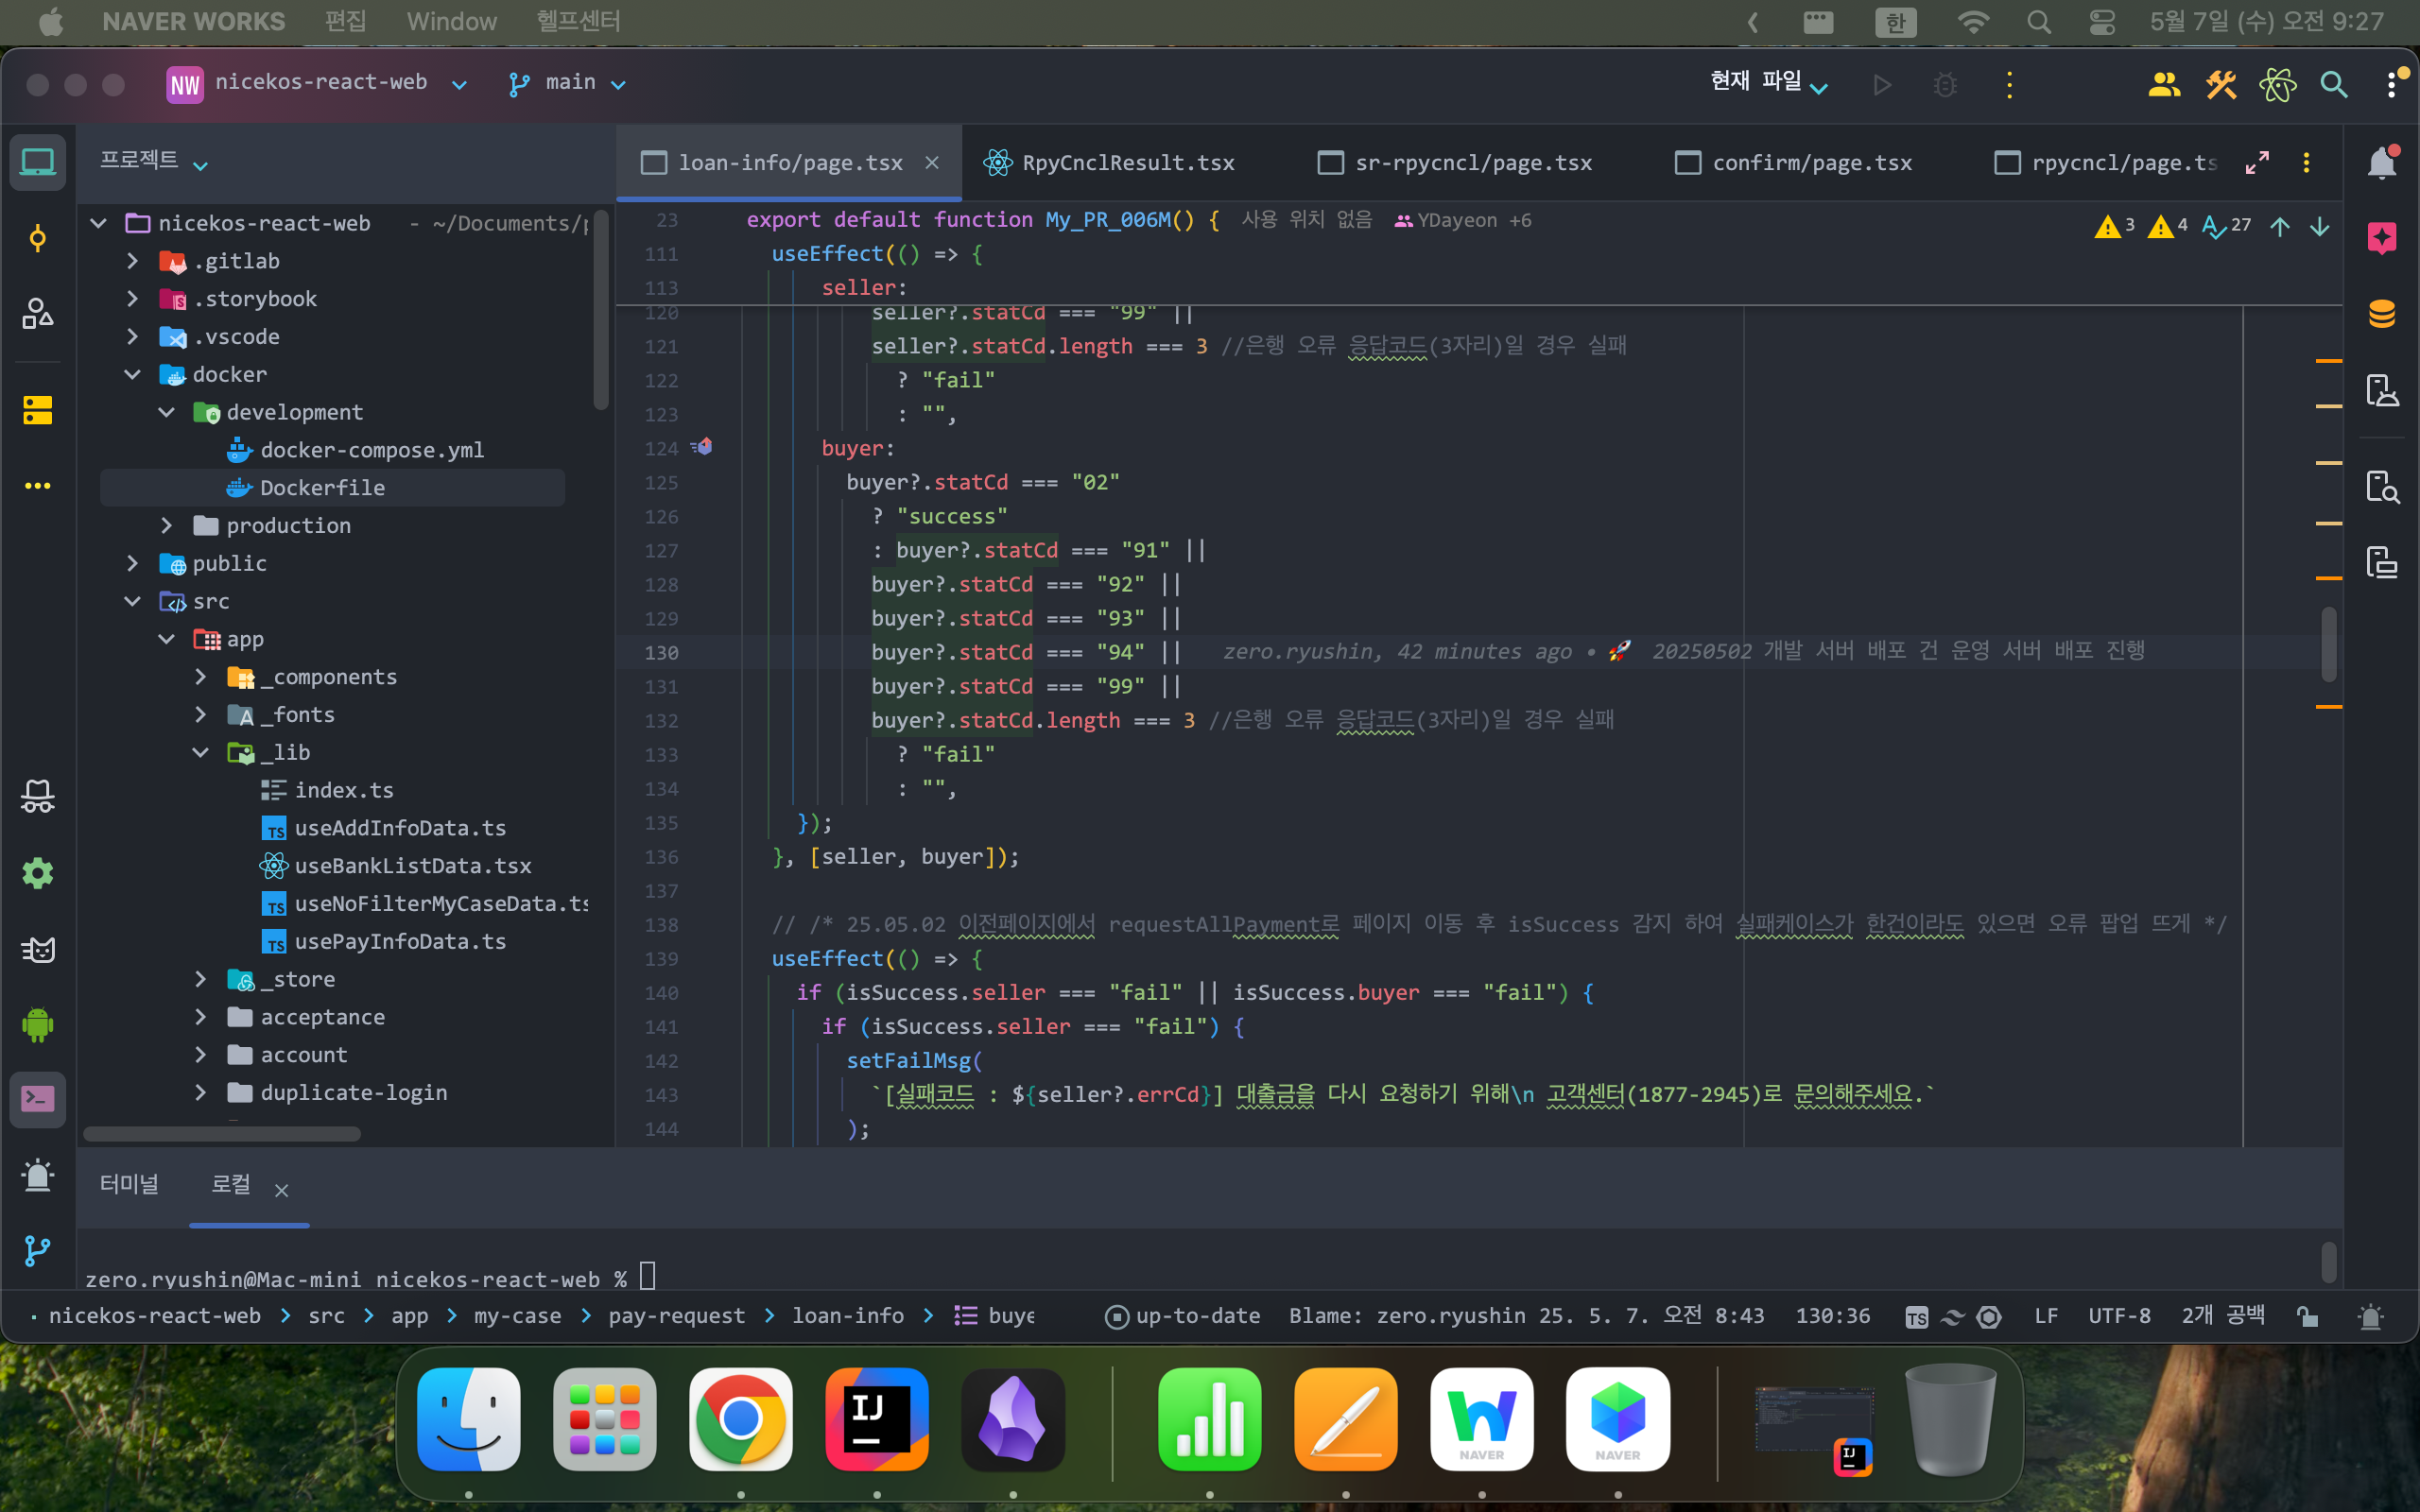 NAVER WORKS 편집 Window 헬프센터 한 5월 7일 (수) 오전 9:27
NW nicekos-react-web main 현재 파일
프로젝트
loan-info/page.tsx RpyCnclResult.tsx sr-rpycncl/page.tsx confirm/page.tsx rpycncl/page.ts
nicekos-react-web - ~/Documents/p
.gitlab
.storybook
.vscode
docker
development
docker-compose.yml
Dockerfile
production
public
src
app
_components
_fonts
_lib
index.ts
useAddInfoData.ts
useBankListData.tsx
useNoFilterMyCaseData.ts
usePayInfoData.ts
_store
acceptance
account
duplicate-login
23 export default function My_PR_006M() { 사용 위치 없음 YDayeon +6
3 4 27
111 useEffect(() => {
113 seller:
120 seller?.statCd === "99" ||
121 seller?.statCd.length === 3 //은행 오류 응답코드(3자리)일 경우 실패
122 ? "fail"
123 : "",
124 buyer:
125 buyer?.statCd === "02"
126 ? "success"
127 : buyer?.statCd === "91" ||
128 buyer?.statCd === "92" ||
129 buyer?.statCd === "93" ||
130 buyer?.statCd === "94" || zero.ryushin, 42 minutes ago • 🚀 20250502 개발 서버 배포 건 운영 서버 배포 진행
131 buyer?.statCd === "99" ||
132 buyer?.statCd.length === 3 //은행 오류 응답코드(3자리)일 경우 실패
133 ? "fail"
134 : "",
135 });
136 }, [seller, buyer]);
137
138 // /* 25.05.02 이전페이지에서 requestAllPayment로 페이지 이동 후 isSuccess 감지 하여 실패케이스가 한건이라도 있으면 오류 팝업 뜨게 */
139 useEffect(() => {
140 if (isSuccess.seller === "fail" || isSuccess.buyer === "fail") {
141 if (isSuccess.seller === "fail") {
142 setFailMsg(
143 `[실패코드 : ${seller?.errCd}] 대출금을 다시 요청하기 위해\n 고객센터(1877-2945)로 문의해주세요.`
144 );
터미널 로컬
zero.ryushin@Mac-mini nicekos-react-web %
nicekos-react-web > src > app > my-case > pay-request > loan-info > buye
up-to-date Blame: zero.ryushin 25. 5. 7. 오전 8:43 130:36 TS LF UTF-8 2개 공백
IJ NAVER NAVER IJ